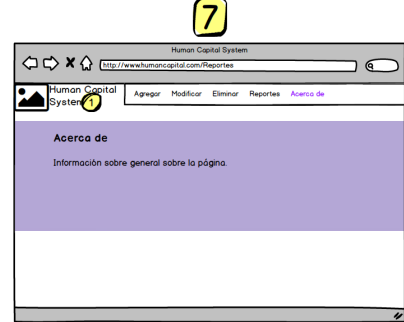 7
Human Capital System
http://www.humancapital.com/Reportes
Human Capital
System
1
Agregar Modificar Eliminar Reportes Acerca de
Acerca de
Información sobre general sobre la página.